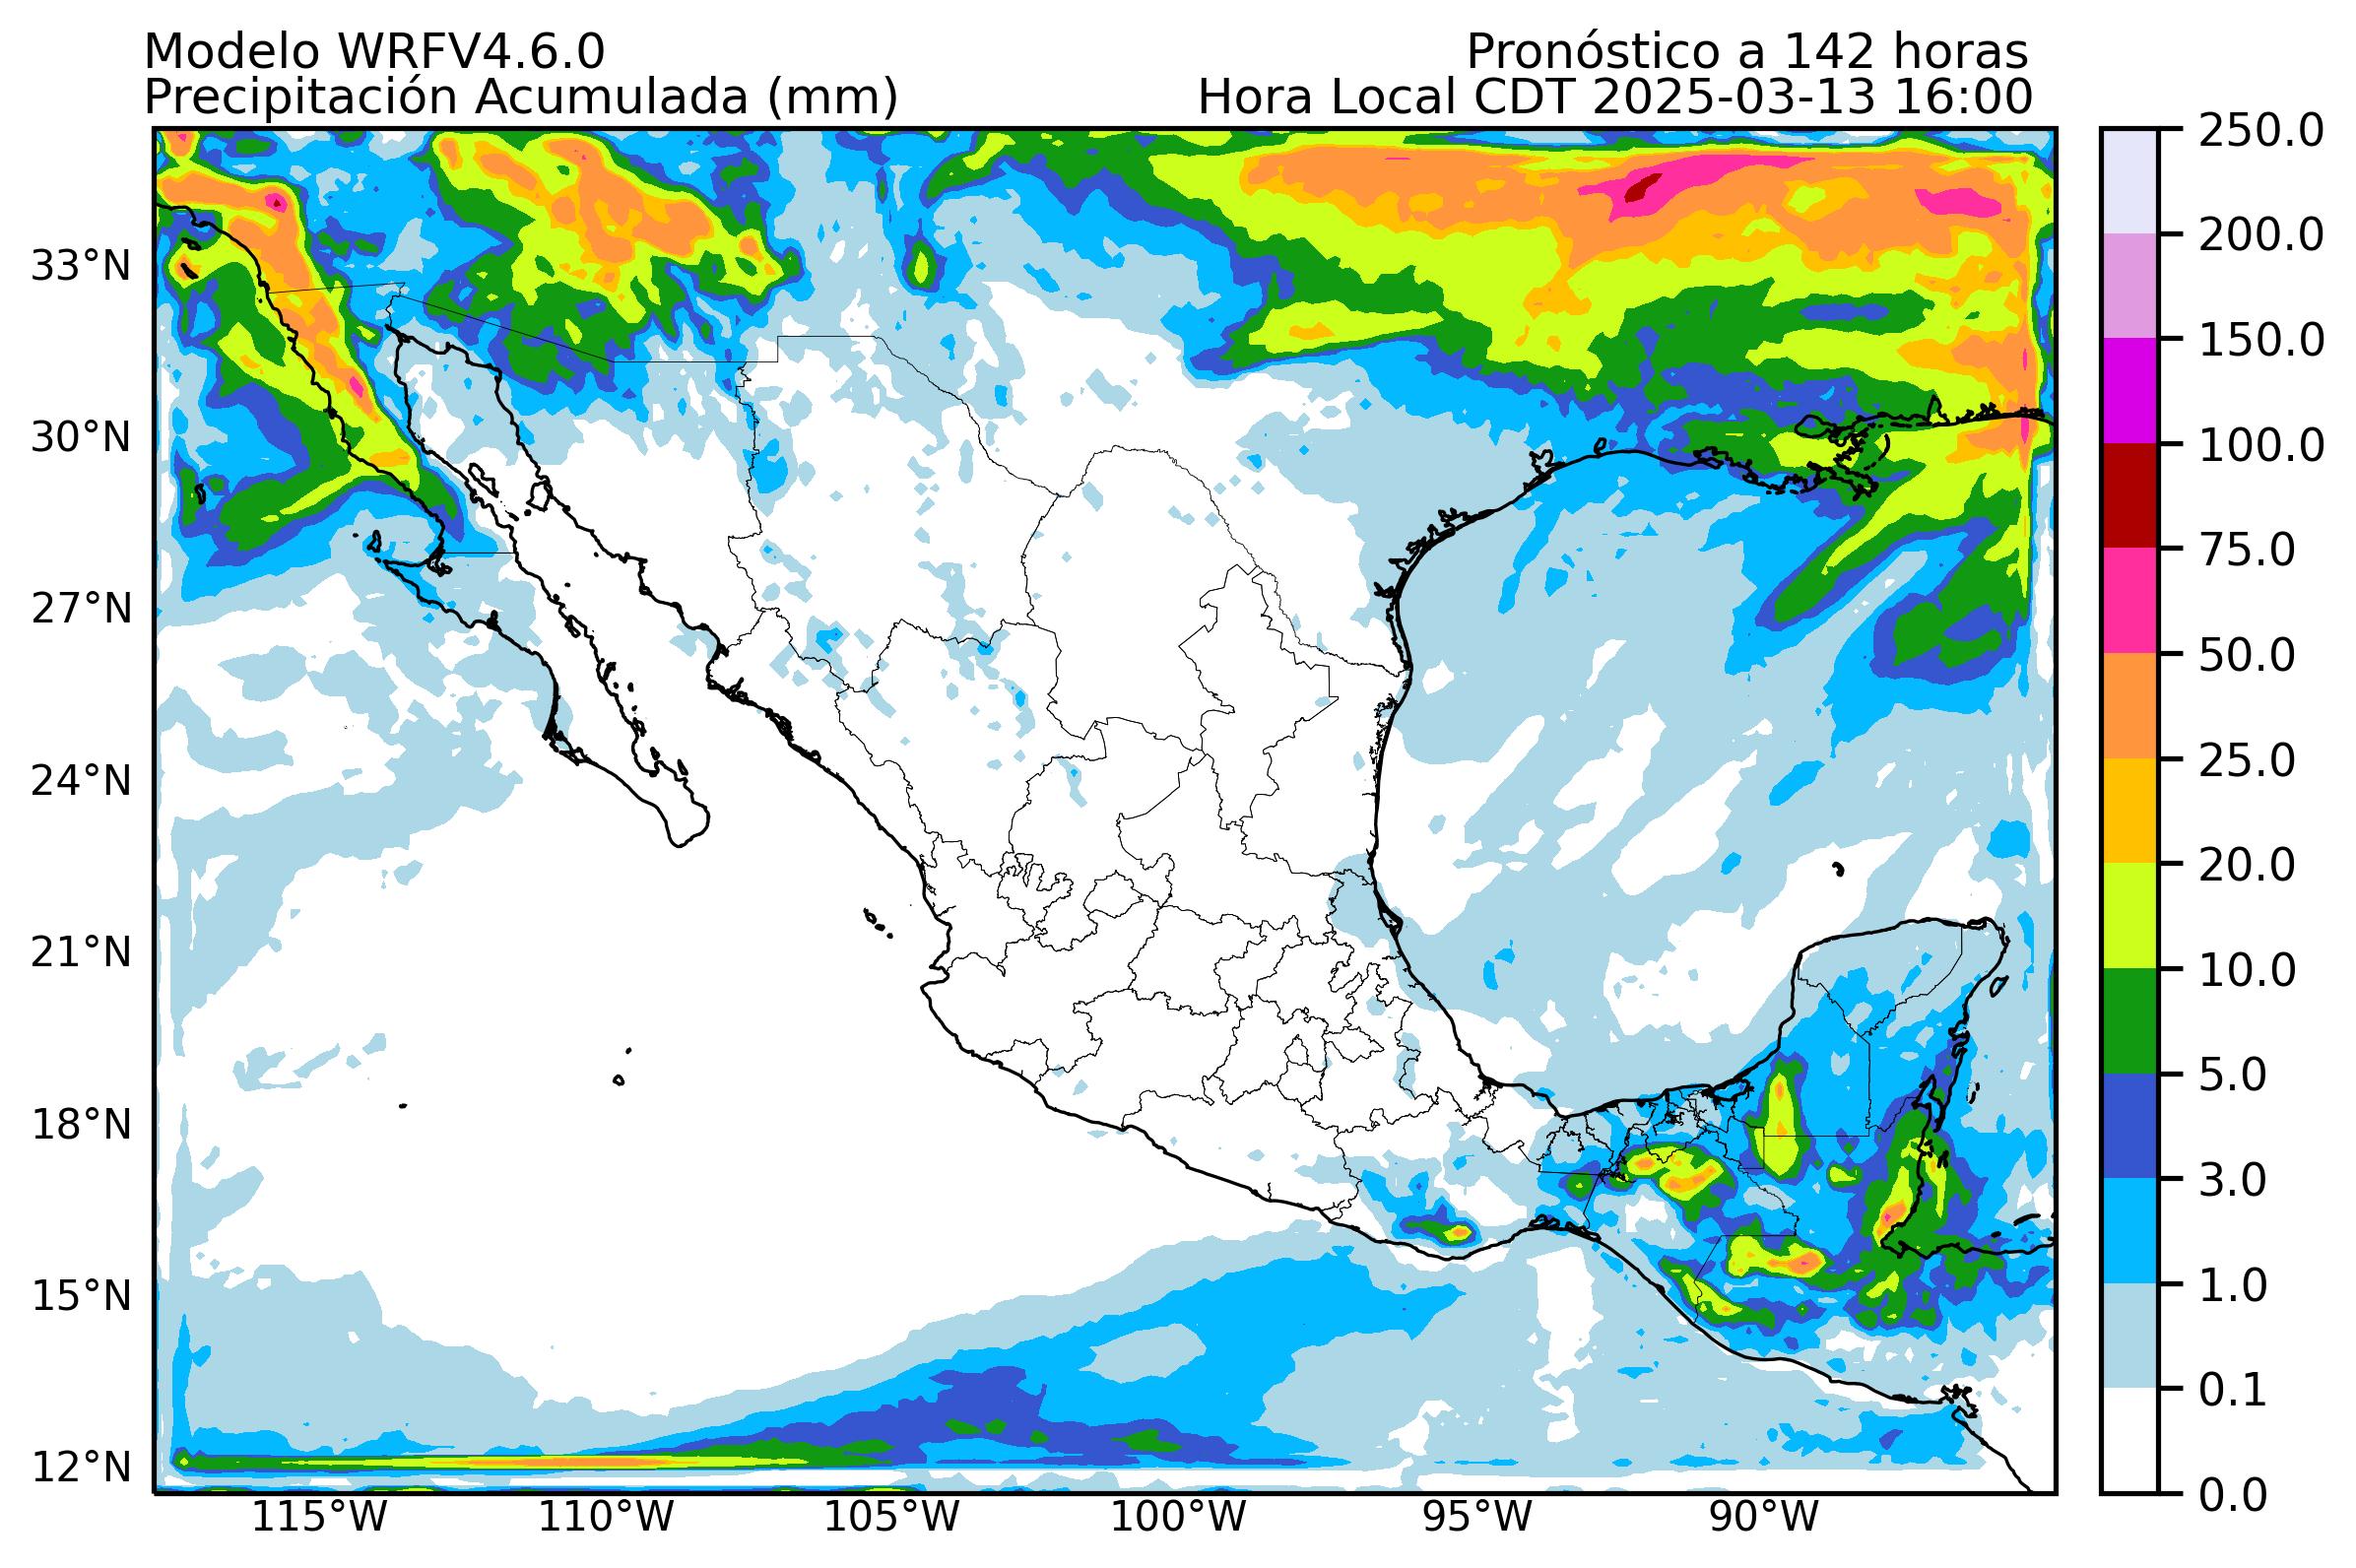 Modelo WRFV4.6.0
Pronóstico a 142 horas
Precipitación Acumulada (mm)
Hora Local CDT 2025-03-13 16:00
250.0
200.0
150.0
100.0
75.0
50.0
25.0
20.0
10.0
5.0
3.0
1.0
0.1
0.0
33°N
30°N
27°N
24°N
21°N
18°N
15°N
12°N
115°W
110°W
105°W
100°W
95°W
90°W